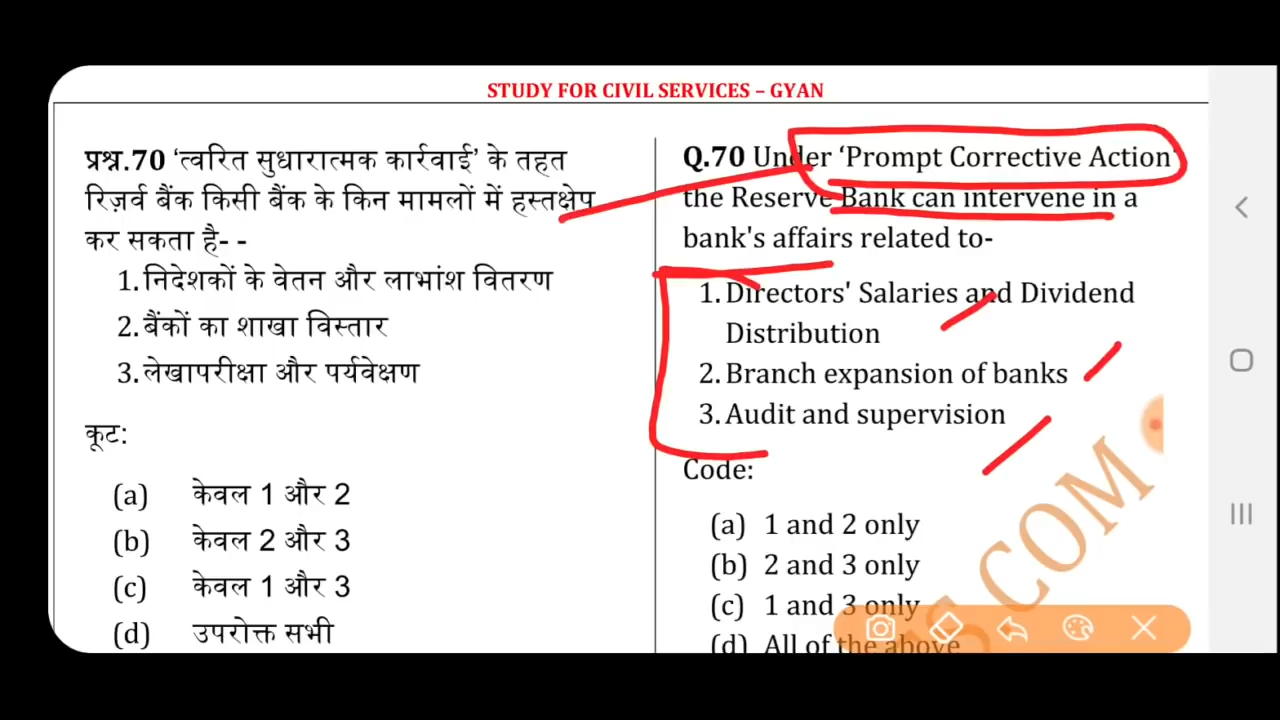 STUDY FOR CIVIL SERVICES – GYAN
प्रश्न.70 ‘त्वरित सुधारात्मक कार्रवाई’ के तहत
रिज़र्व बैंक किसी बैंक के किन मामलों में हस्तक्षेप
कर सकता है- -
1. निदेशकों के वेतन और लाभांश वितरण
2. बैंकों का शाखा विस्तार
3. लेखापरीक्षा और पर्यवेक्षण
कूट:
(a) केवल 1 और 2
(b) केवल 2 और 3
(c) केवल 1 और 3
(d) उपरोक्त सभी
Q.70 Under ‘Prompt Corrective Action’
the Reserve Bank can intervene in a
bank's affairs related to-
1. Directors' Salaries and Dividend
Distribution
2. Branch expansion of banks
3. Audit and supervision
Code:
(a) 1 and 2 only
(b) 2 and 3 only
(c) 1 and 3 only
(d) All of the above
S.COM